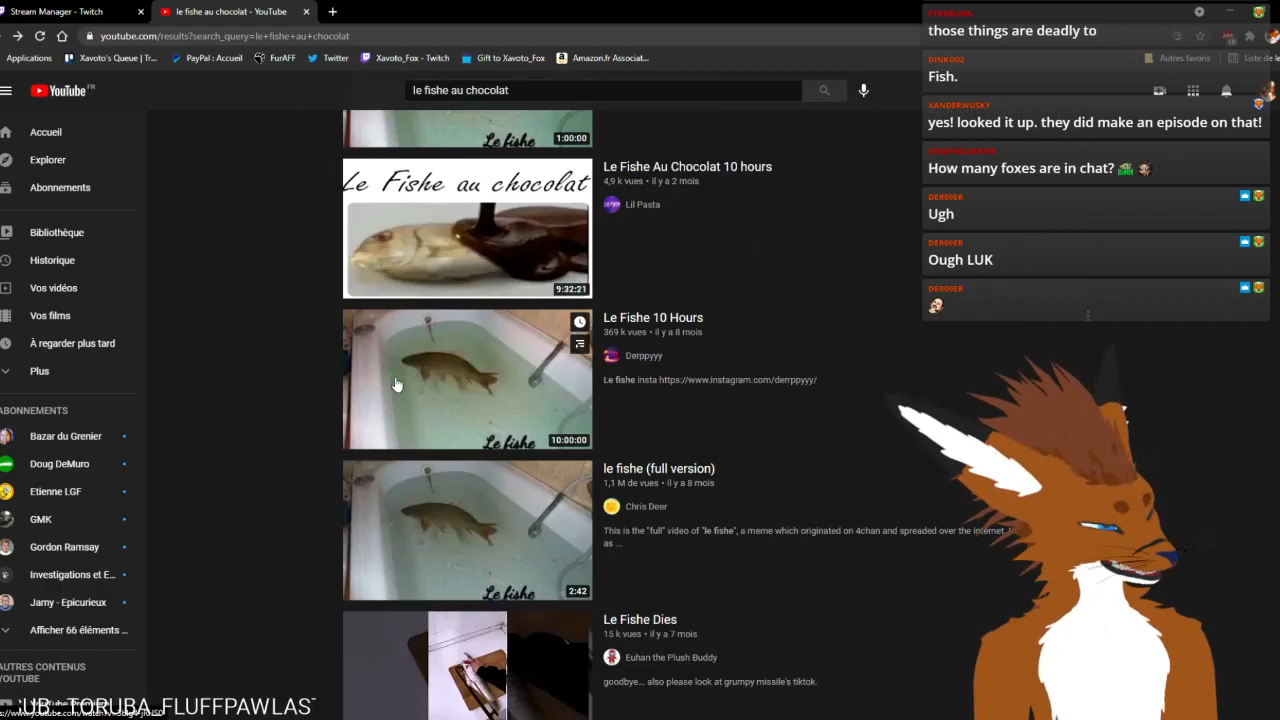 Stream Manager - Twitch
le fishe au chocolat - YouTube
youtube.com/results?search_query=le+fishe+au+chocolat
Applications
Xavoto's Queue | Tr...
PayPal : Accueil
FurAFF
Twitter
Xavoto_Fox - Twitch
Gift to Xavoto_Fox
Amazon.fr Associat...
Autres favoris
Liste de le
YouTube FR
le fishe au chocolat
Accueil
Explorer
Abonnements
Bibliothèque
Historique
Vos vidéos
Vos films
À regarder plus tard
Plus
ABONNEMENTS
Bazar du Grenier
Doug DeMuro
Etienne LGF
GMK
Gordon Ramsay
Investigations et E...
Jamy - Epicurieux
Afficher 66 éléments ...
AUTRES CONTENUS
YOUTUBE
Le fishe
1:00:00
Le Fishe au chocolat
9:32:21
Le Fishe Au Chocolat 10 hours
4,9 k vues • il y a 2 mois
Lil Pasta
Le fishe
10:00:00
Le Fishe 10 Hours
369 k vues • il y a 8 mois
Derppyyy
Le fishe insta https://www.instagram.com/derrppyyy/
Le fishe
2:42
le fishe (full version)
1,1 M de vues • il y a 8 mois
Chris Deer
This is the "full" video of "le fishe", a meme which originated on 4chan and spreaded over the internet.
as ...
Le Fishe Dies
15 k vues • il y a 7 mois
Euhan the Plush Buddy
goodbye... also please look at grumpy missile's tiktok.
those things are deadly to
DINKO02
Fish.
XANDERWUSKY
yes! looked it up. they did make an episode on that!
How many foxes are in chat?
DER09ER
Ugh
DER09ER
Ough LUK
DER09ER
UB_TORUBA_FLUFFPAWLAS